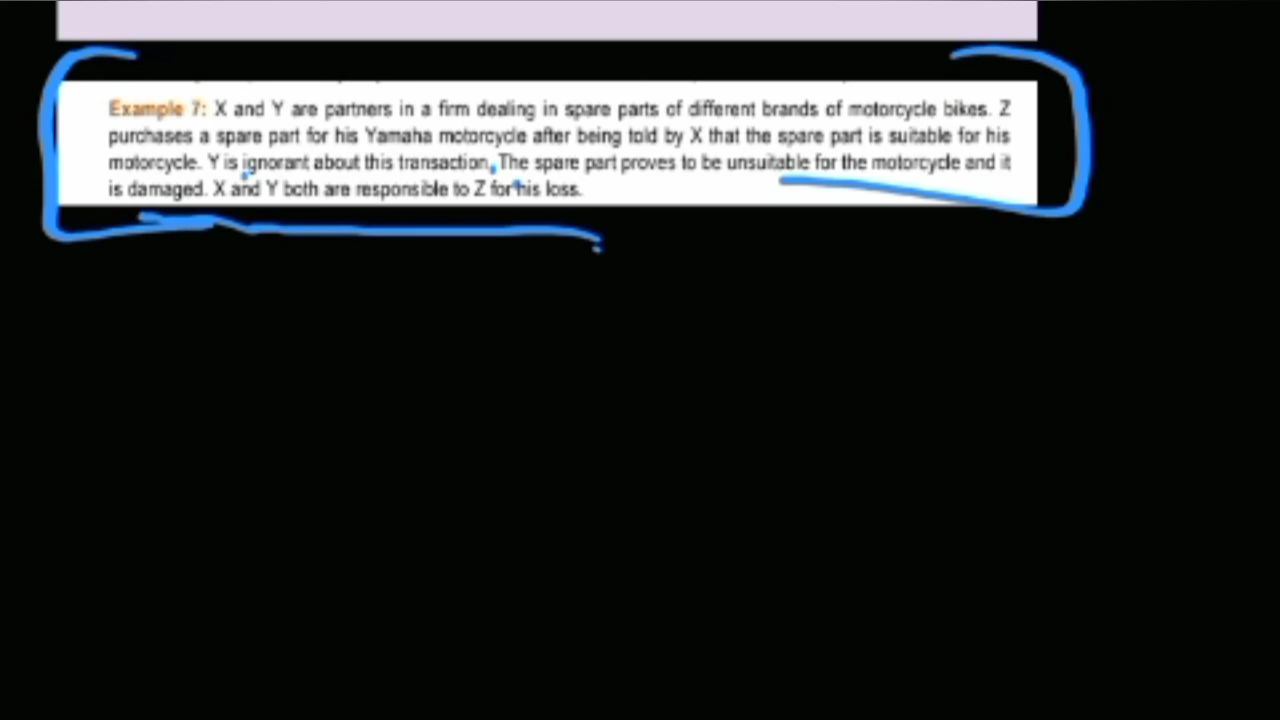 Example 7: X and Y are partners in a firm dealing in spare parts of different brands of motorcycle bikes. Z
purchases a spare part for his Yamaha motorcycle after being told by X that the spare part is suitable for his
motorcycle. Y is ignorant about this transaction. The spare part proves to be unsuitable for the motorcycle and it
is damaged. X and Y both are responsible to Z for his loss.